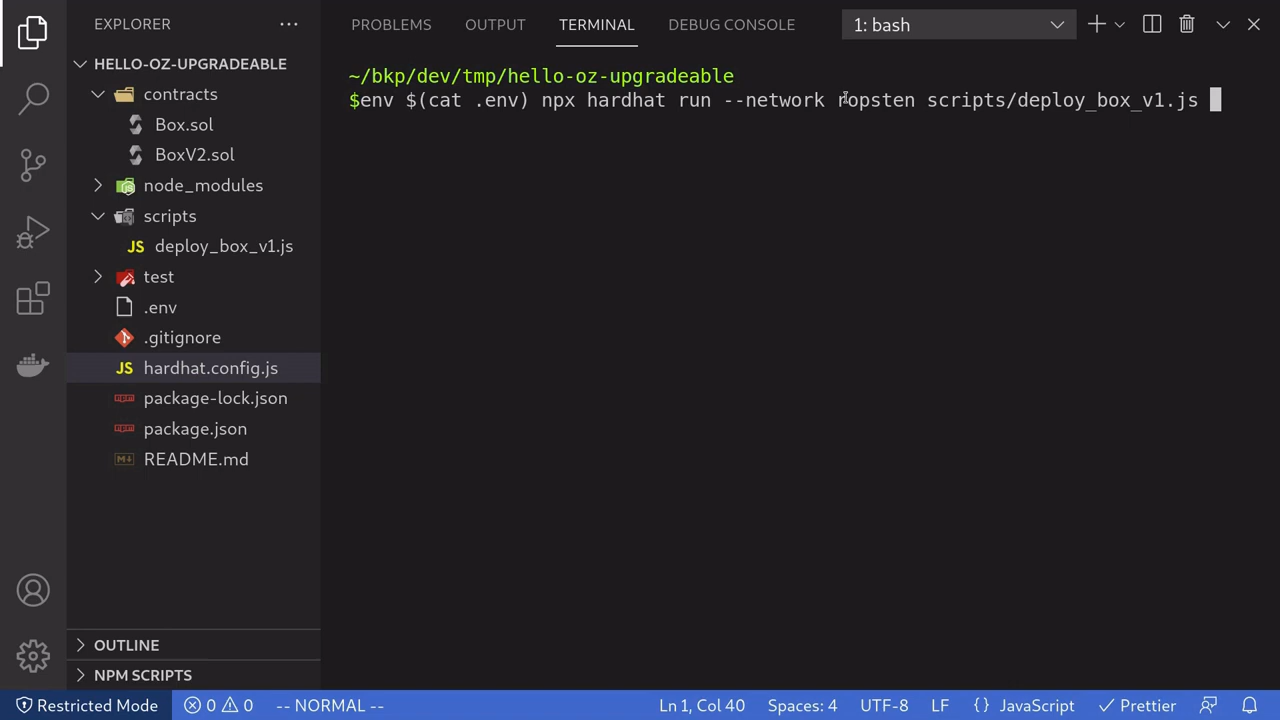 EXPLORER
HELLO-OZ-UPGRADEABLE
contracts
Box.sol
BoxV2.sol
node_modules
scripts
JS deploy_box_v1.js
test
.env
.gitignore
JS hardhat.config.js
package-lock.json
package.json
README.md
OUTLINE
NPM SCRIPTS
PROBLEMS OUTPUT TERMINAL DEBUG CONSOLE 1: bash
~/bkp/dev/tmp/hello-oz-upgradeable
$env $(cat .env) npx hardhat run --network ropsten scripts/deploy_box_v1.js
Restricted Mode 0 0 -- NORMAL -- Ln 1, Col 40 Spaces: 4 UTF-8 LF {} JavaScript Prettier